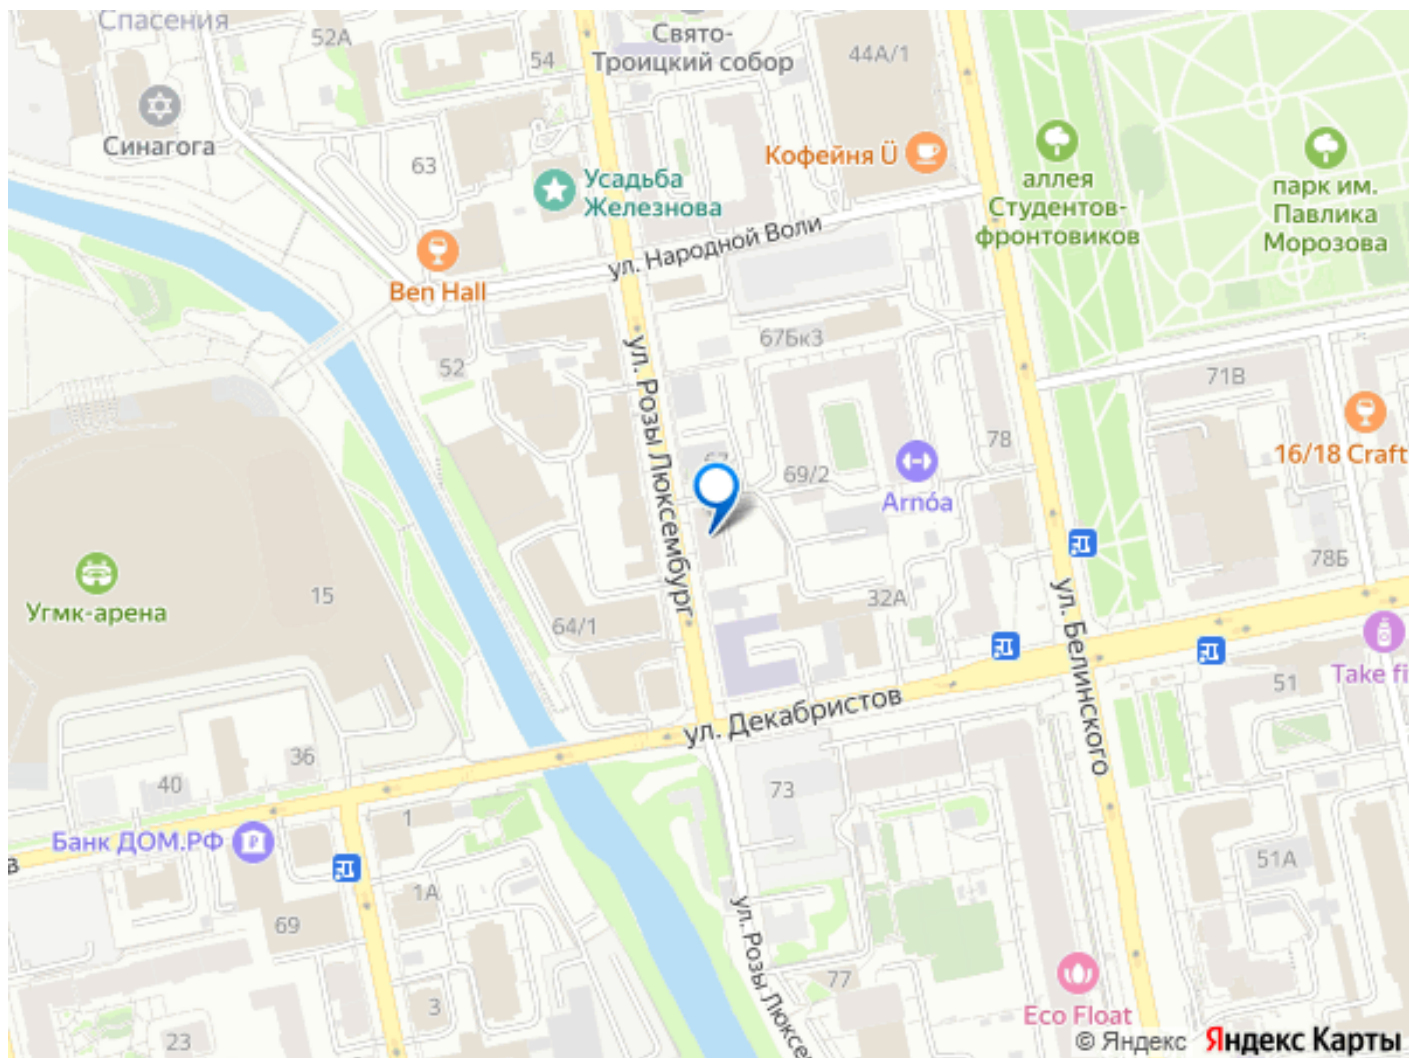 Спасения
52А
54
Свято-
Троицкий собор
44А/1
Синагога
63
Усадьба
Железнова
Кофейня Ü
аллея
Студентов-
фронтовиков
парк им.
Павлика
Морозова
ул. Народной Воли
Ben Hall
52
67Бк3
71В
ул. Розы Люксембург
78
16/18 Craft
69/2
Arnóa
78Б
Угмк-арена
15
64/1
32А
ул. Белинского
Take fi
51
ул. Декабристов
36
40
73
1
Банк ДОМ.РФ
в
51А
1А
69
ул. Розы Люксе
77
3
Eco Float
23
© Яндекс Яндекс Карты